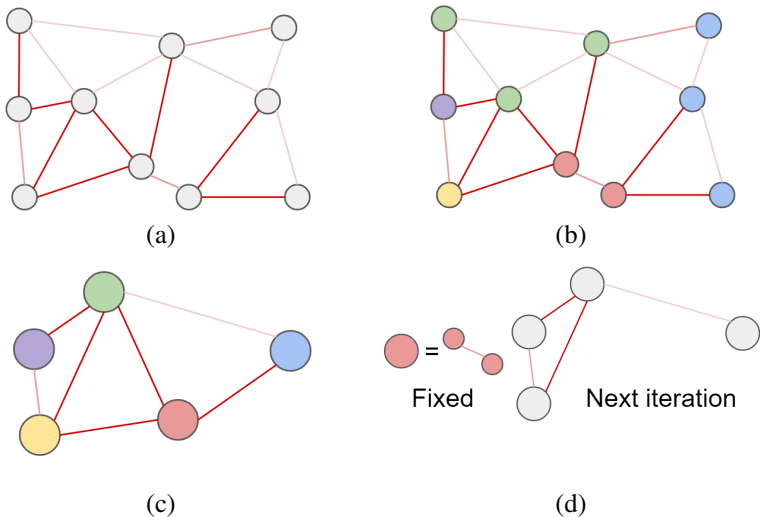 (a)
(b)
=
Fixed
Next iteration
(c)
(d)